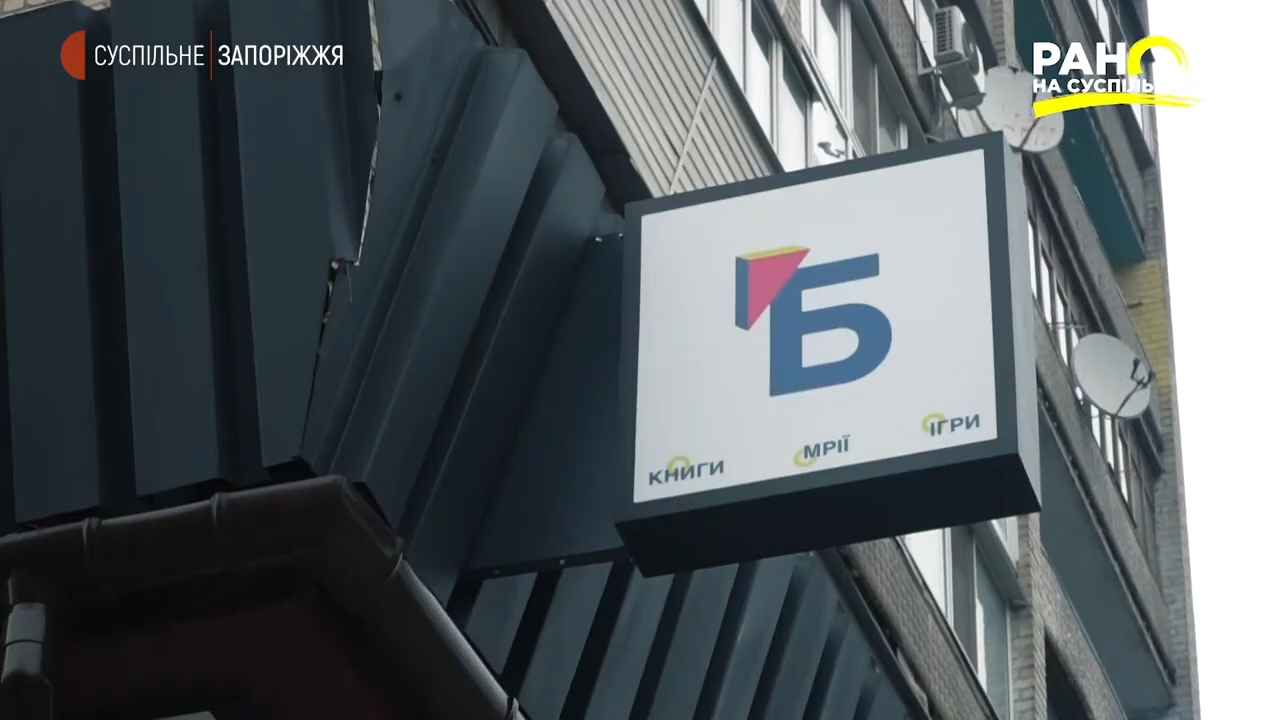 СУСПІЛЬНЕ ЗАПОРІЖЖЯ
РАНО
НА СУСПІЛЬ
Б
КНИГИ МРІЇ ІГРИ